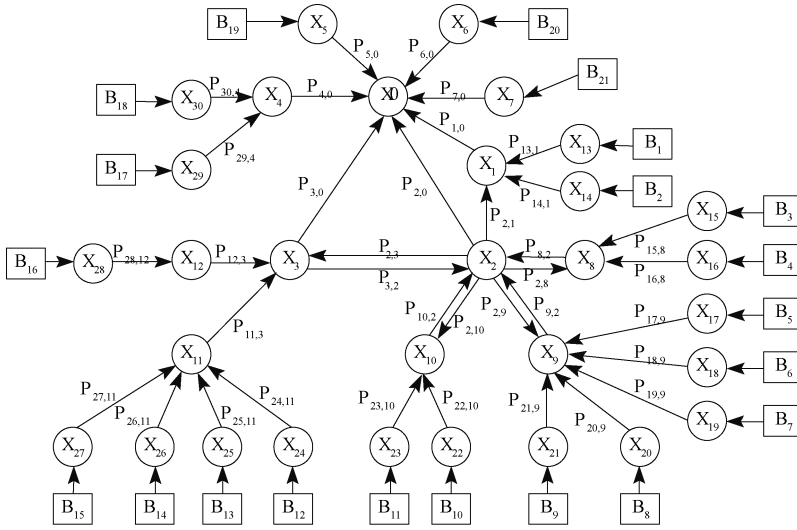 B19 X5 X6 B20
P5,0 P6,0
B21
B18 X30 P30,4 X4 P4,0 X0 P7,0 X7
P1,0
B17 X29 P29,4 X1 P13,1 X13 B1
P14,1 X14 B2
P3,0 P2,0 P2,1
X15 B3
P15,8
B16 X28 P28,12 X12 P12,3 X3 P2,3 X2 P8,2 X8 X16 B4
P3,2 P2,8 P16,8
P10,2 P2,10 P2,9 P9,2
P17,9 X17 B5
P11,3
X11 X10 X9 P18,9 X18 B6
P27,11 P24,11 P19,9
P26,11 P25,11 P23,10 P22,10 P21,9 P20,9 X19 B7
X27 X26 X25 X24 X23 X22 X21 X20
B15 B14 B13 B12 B11 B10 B9 B8